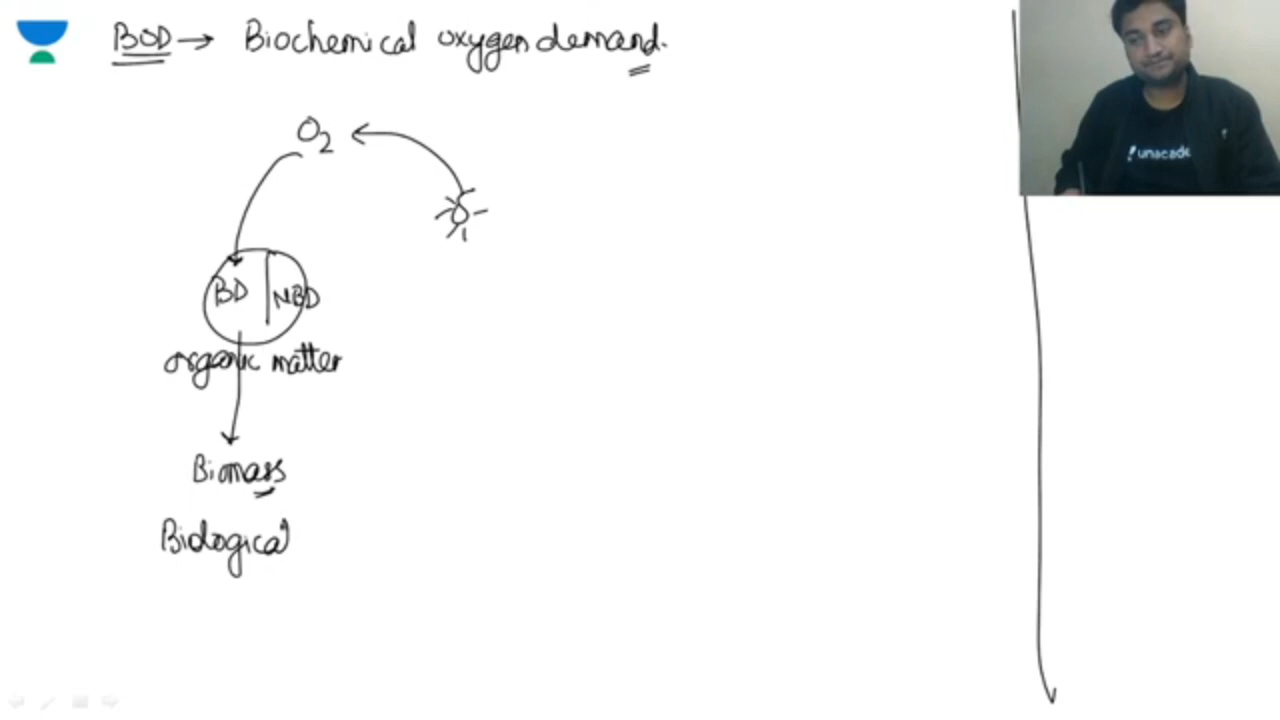 BOD → Biochemical oxygen demand.
O₂
BD | NBD
organic matter
Biomass
Biological
unacade